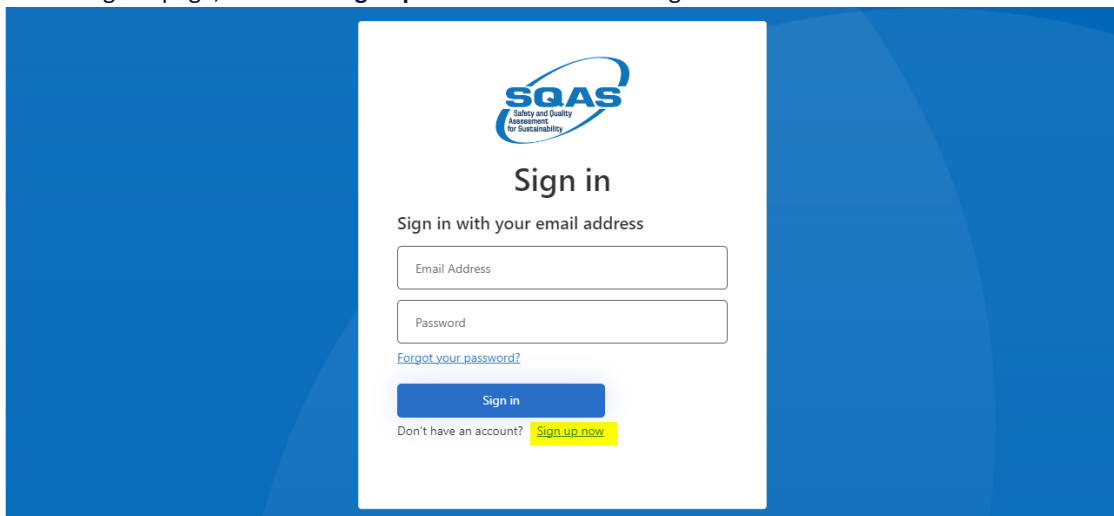 SQAS
Safety and Quality
Assessment
for Sustainability
Sign in
Sign in with your email address
Email Address
Password
Forgot your password?
Sign in
Don't have an account? Sign up now